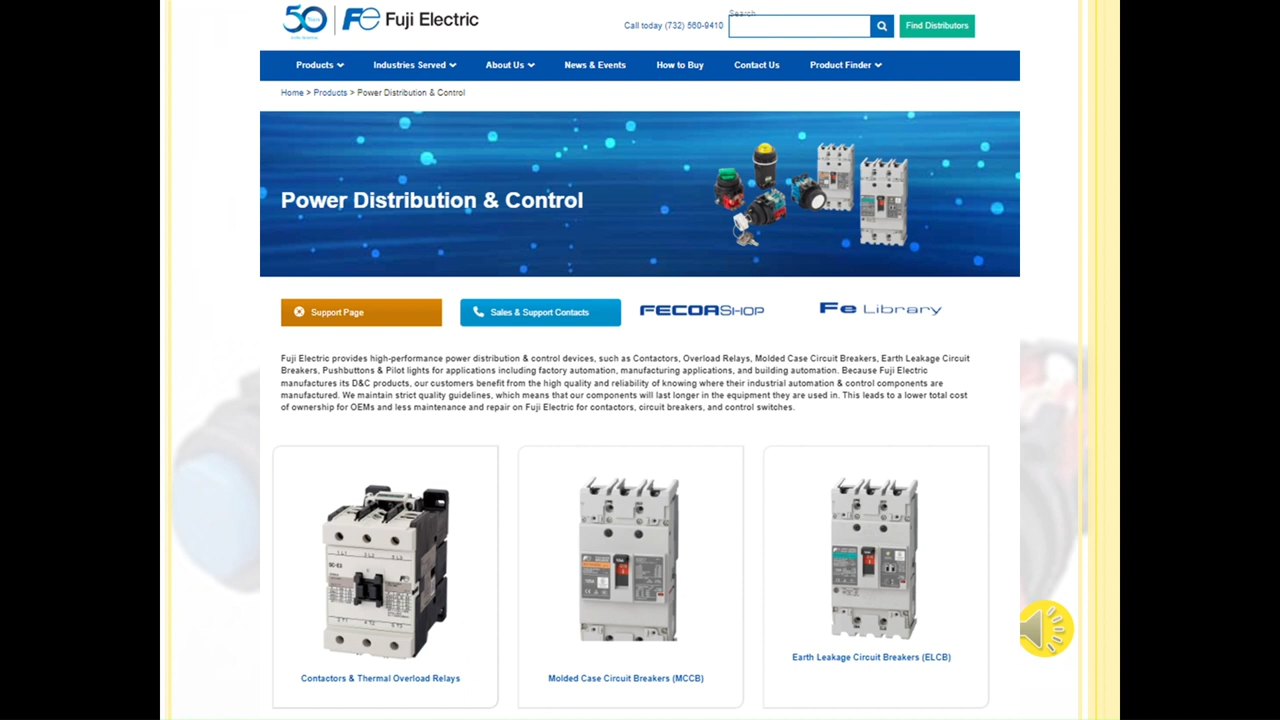 50 Years
Fe Fuji Electric
Call today (732) 560-9410
Search
Find Distributors
Products
Industries Served
About Us
News & Events
How to Buy
Contact Us
Product Finder
Home > Products > Power Distribution & Control
Power Distribution & Control
Support Page
Sales & Support Contacts
FECOASHOP
Fe Library
Fuji Electric provides high-performance power distribution & control devices, such as Contactors, Overload Relays, Molded Case Circuit Breakers, Earth Leakage Circuit
Breakers, Pushbuttons & Pilot lights for applications including factory automation, manufacturing applications, and building automation. Because Fuji Electric
manufactures its D&C products, our customers benefit from the high quality and reliability of knowing where their industrial automation & control components are
manufactured. We maintain strict quality guidelines, which means that our components will last longer in the equipment they are used in. This leads to a lower total cost
of ownership for OEMs and less maintenance and repair on Fuji Electric for contactors, circuit breakers, and control switches.
SC-E3
Contactors & Thermal Overload Relays
Molded Case Circuit Breakers (MCCB)
Earth Leakage Circuit Breakers (ELCB)